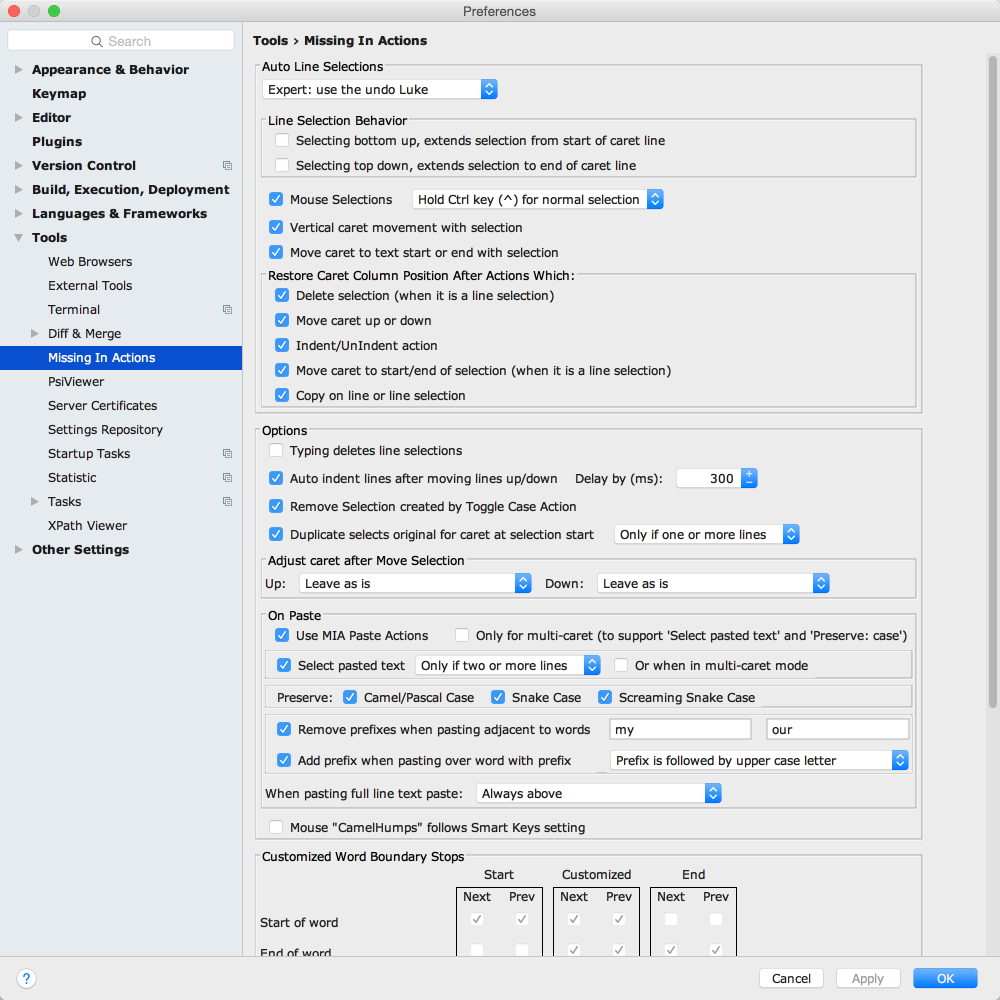 Preferences
Search
Appearance & Behavior
Keymap
Editor
Plugins
Version Control
Build, Execution, Deployment
Languages & Frameworks
Tools
Web Browsers
External Tools
Terminal
Diff & Merge
Missing In Actions
PsiViewer
Server Certificates
Settings Repository
Startup Tasks
Statistic
Tasks
XPath Viewer
Other Settings
Tools › Missing In Actions
Auto Line Selections
Expert: use the undo Luke
Line Selection Behavior
Selecting bottom up, extends selection from start of caret line
Selecting top down, extends selection to end of caret line
Mouse Selections Hold Ctrl key (^) for normal selection
Vertical caret movement with selection
Move caret to text start or end with selection
Restore Caret Column Position After Actions Which:
Delete selection (when it is a line selection)
Move caret up or down
Indent/UnIndent action
Move caret to start/end of selection (when it is a line selection)
Copy on line or line selection
Options
Typing deletes line selections
Auto indent lines after moving lines up/down Delay by (ms): 300
Remove Selection created by Toggle Case Action
Duplicate selects original for caret at selection start Only if one or more lines
Adjust caret after Move Selection
Up: Leave as is Down: Leave as is
On Paste
Use MIA Paste Actions Only for multi-caret (to support 'Select pasted text' and 'Preserve: case')
Select pasted text Only if two or more lines Or when in multi-caret mode
Preserve: Camel/Pascal Case Snake Case Screaming Snake Case
Remove prefixes when pasting adjacent to words my our
Add prefix when pasting over word with prefix Prefix is followed by upper case letter
When pasting full line text paste: Always above
Mouse "CamelHumps" follows Smart Keys setting
Customized Word Boundary Stops
Start Customized End
Next Prev Next Prev Next Prev
Start of word
End of word
? Cancel Apply OK